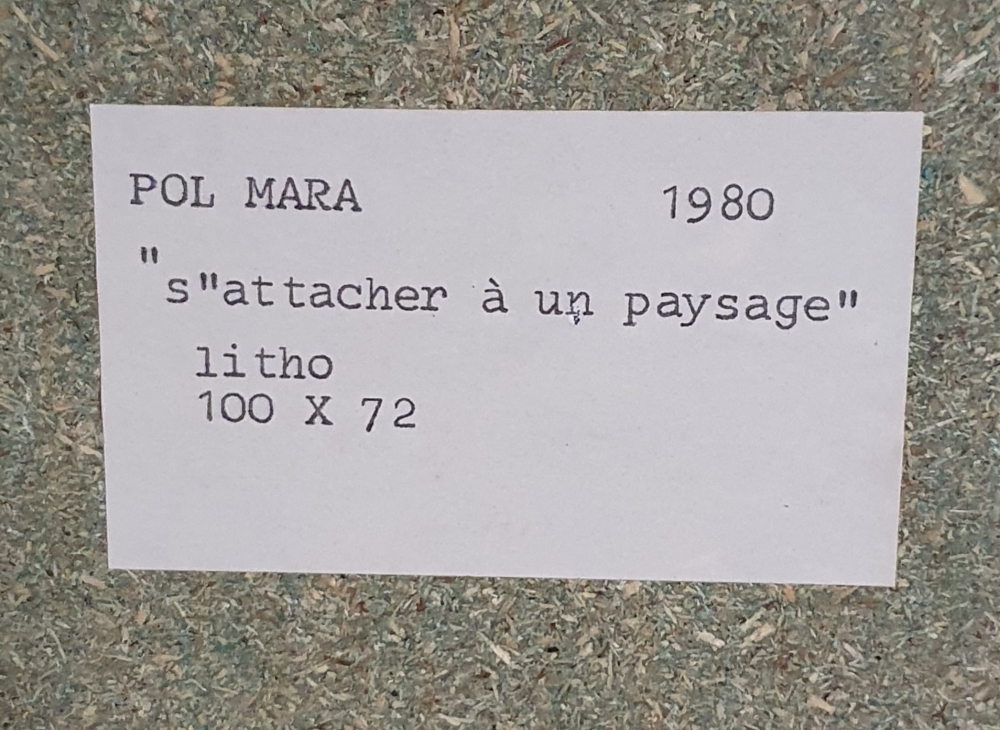 POL MARA 1980
"s"attacher à un paysage"
litho
100 X 72